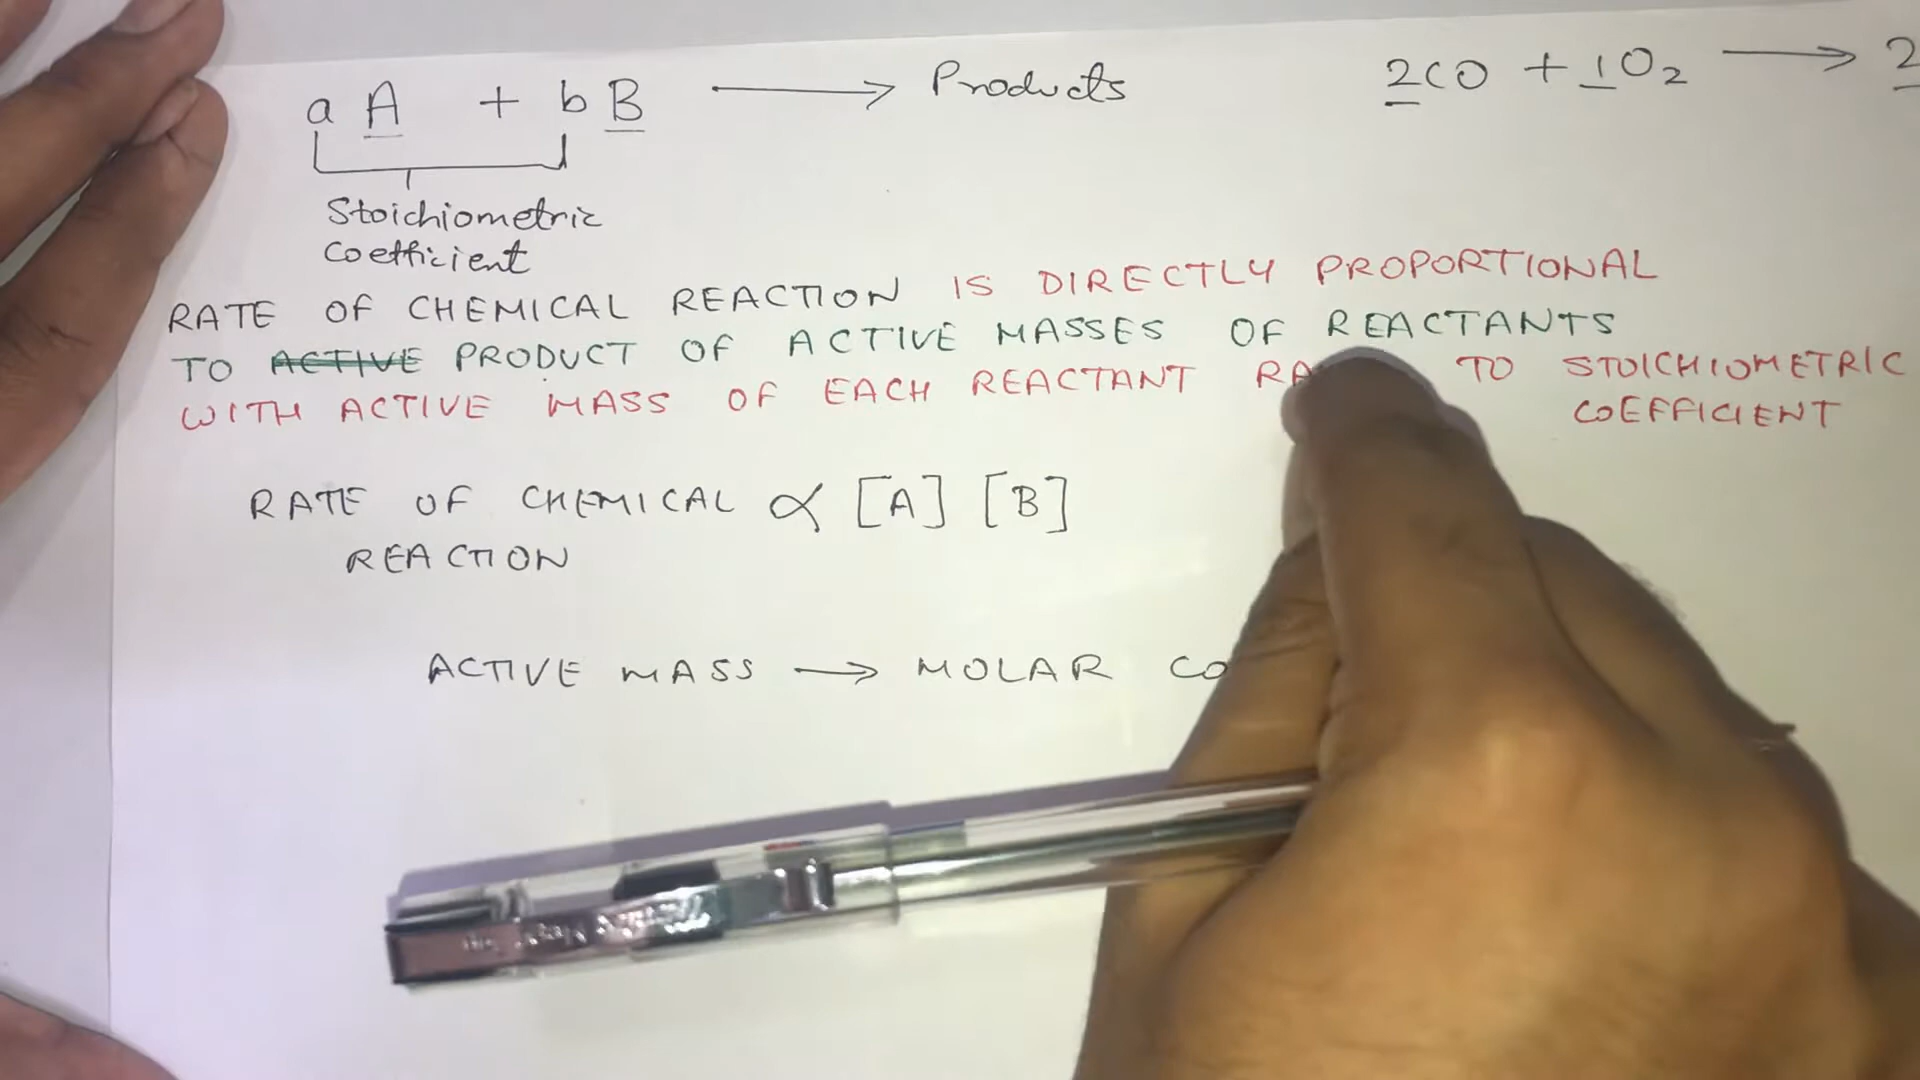 a A + b B ⟶ Products
2CO + 1O₂ ⟶ 2
Stoichiometric
Coefficient
RATE OF CHEMICAL REACTION IS DIRECTLY PROPORTIONAL
TO ACTIVE PRODUCT OF ACTIVE MASSES OF REACTANTS
WITH ACTIVE MASS OF EACH REACTANT TO STOICHIOMETRIC
COEFFICIENT
RATE OF CHEMICAL ∝ [A] [B]
REACTION
ACTIVE MASS ⟶ MOLAR